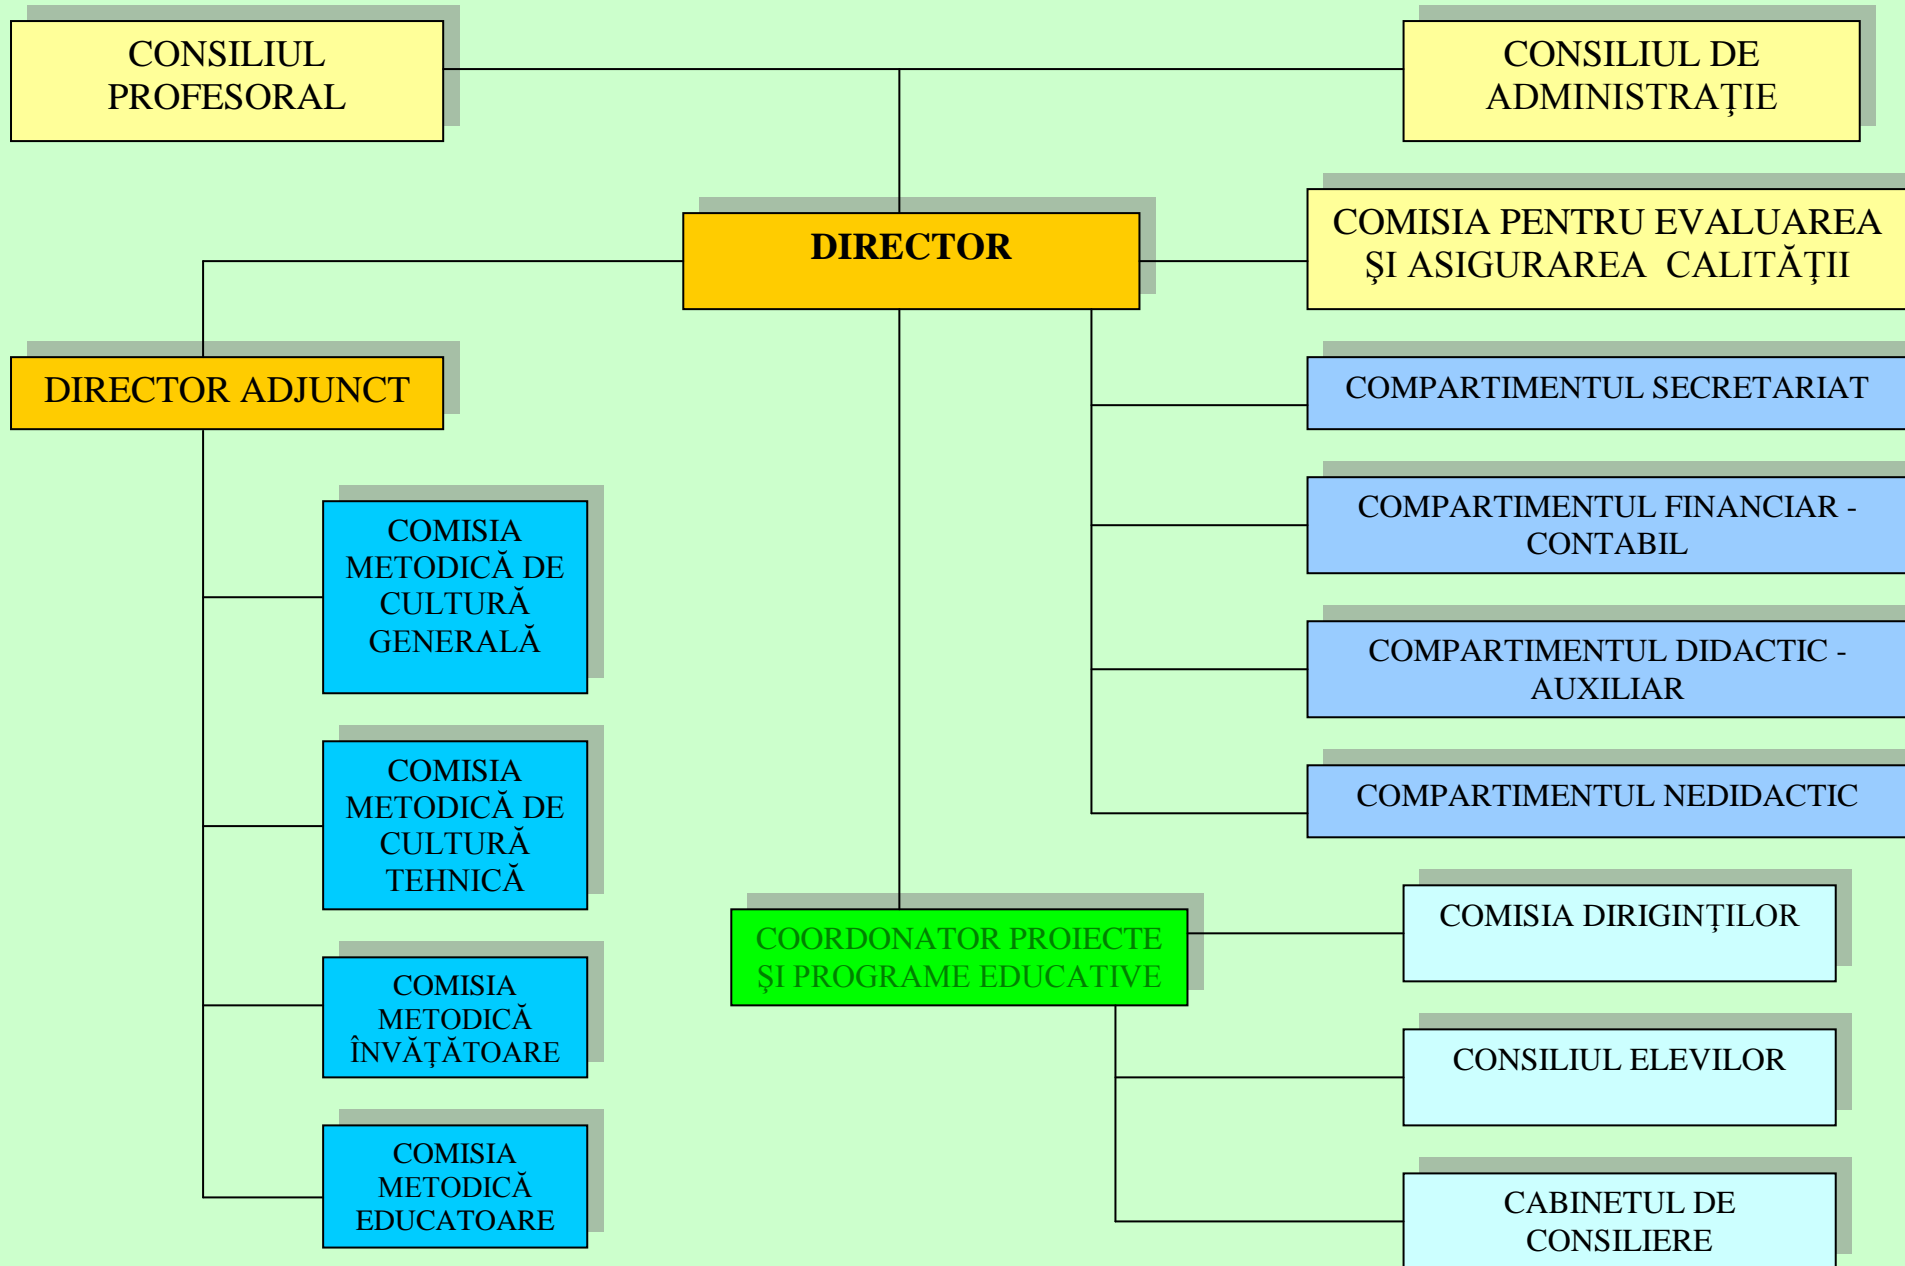 CONSILIUL
PROFESORAL
CONSILIUL DE
ADMINISTRAŢIE
DIRECTOR
COMISIA PENTRU EVALUAREA
ŞI ASIGURAREA CALITĂŢII
DIRECTOR ADJUNCT
COMPARTIMENTUL SECRETARIAT
COMPARTIMENTUL FINANCIAR -
CONTABIL
COMPARTIMENTUL DIDACTIC -
AUXILIAR
COMPARTIMENTUL NEDIDACTIC
COMISIA
METODICĂ DE
CULTURĂ
GENERALĂ
COMISIA
METODICĂ DE
CULTURĂ
TEHNICĂ
COMISIA
METODICĂ
ÎNVĂŢĂTOARE
COMISIA
METODICĂ
EDUCATOARE
COORDONATOR PROIECTE
ŞI PROGRAME EDUCATIVE
COMISIA DIRIGINŢILOR
CONSILIUL ELEVILOR
CABINETUL DE
CONSILIERE